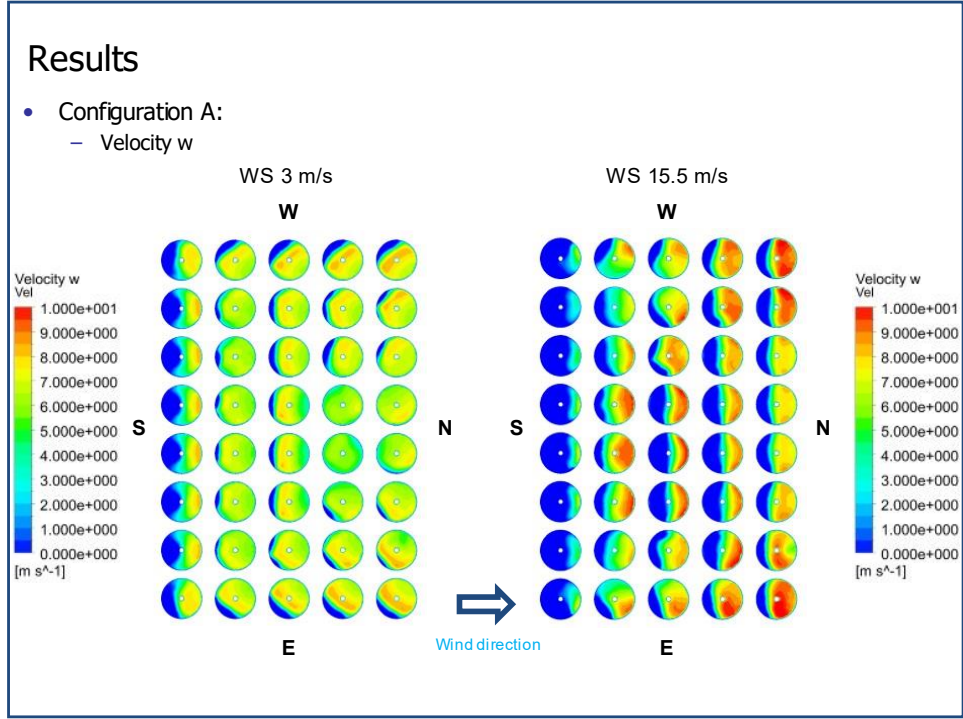 Results
• Configuration A:
– Velocity w
WS 3 m/s
WS 15.5 m/s
W
W
Velocity w
Vel
1.000e+001
9.000e+000
8.000e+000
7.000e+000
6.000e+000
5.000e+000
4.000e+000
3.000e+000
2.000e+000
1.000e+000
0.000e+000
[m s^-1]
S
N
S
N
Velocity w
Vel
1.000e+001
9.000e+000
8.000e+000
7.000e+000
6.000e+000
5.000e+000
4.000e+000
3.000e+000
2.000e+000
1.000e+000
0.000e+000
[m s^-1]
E
Wind direction
E